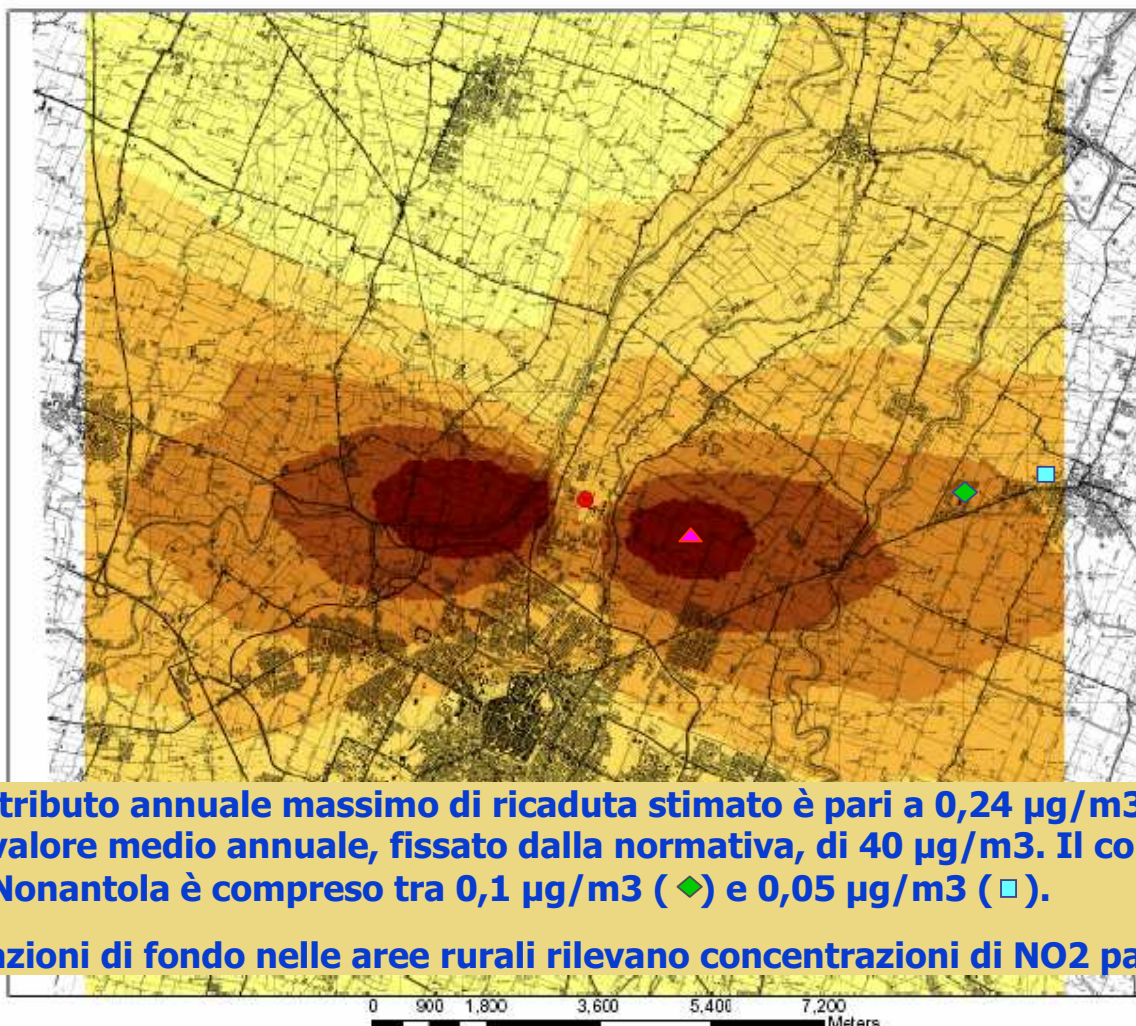 tributo annuale massimo di ricaduta stimato è pari a 0,24 µg/m3
valore medio annuale, fissato dalla normativa, di 40 µg/m3. Il co
Nonantola è compreso tra 0,1 µg/m3 ( ) e 0,05 µg/m3 ( ).
azioni di fondo nelle aree rurali rilevano concentrazioni di NO2 pa
0 900 1,800 3,600 5,400 7,200
Meters